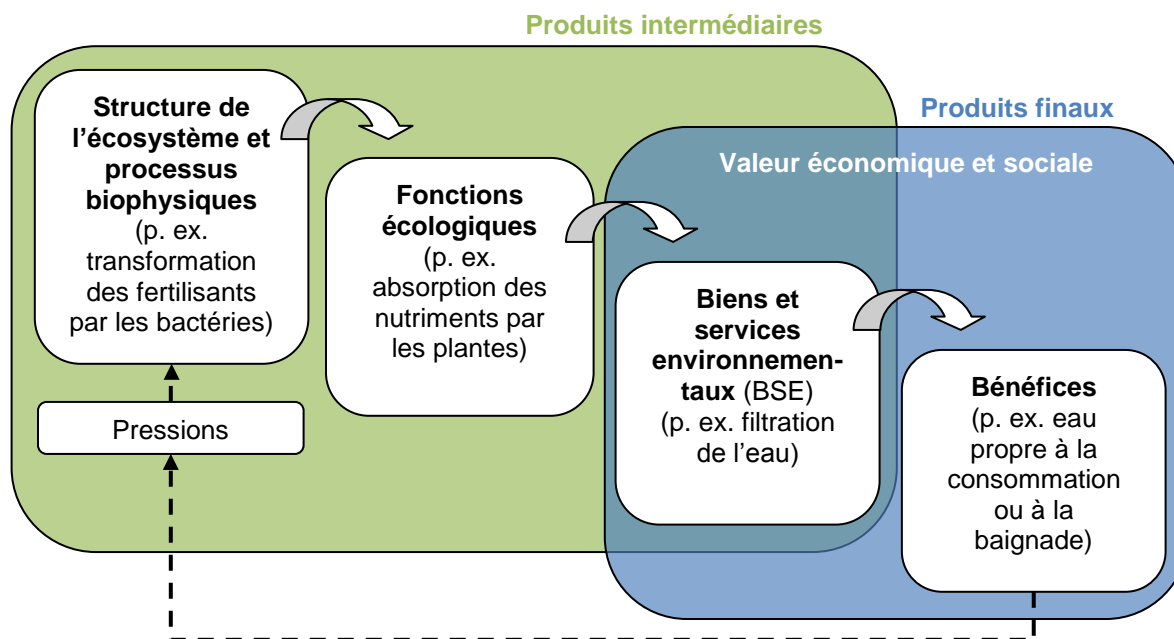 Produits intermédiaires
Structure de
l’écosystème et
processus
biophysiques
(p. ex.
transformation
des fertilisants
par les bactéries)
Pressions
Fonctions
écologiques
(p. ex.
absorption des
nutriments par
les plantes)
Produits finaux
Valeur économique et sociale
Biens et
services
environnemen-
taux (BSE)
(p. ex. filtration
de l’eau)
Bénéfices
(p. ex. eau
propre à la
consommation
ou à la
baignade)